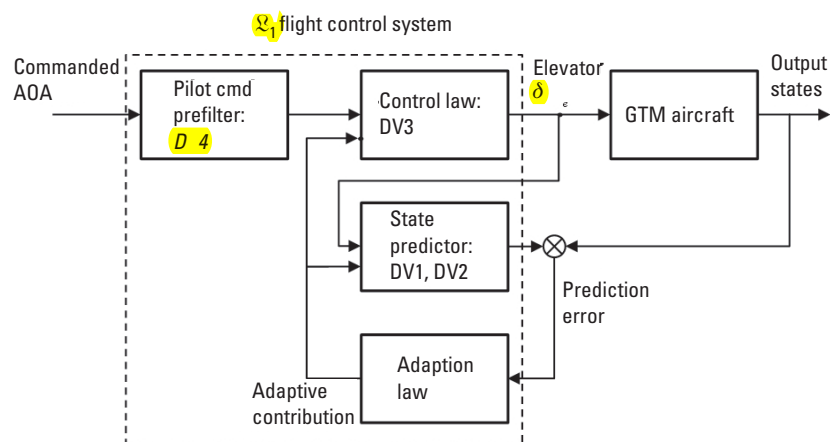 𝔏1 flight control system
Commanded
AOA
Pilot cmd
prefilter:
D 4
Control law:
DV3
Elevator
δ e
GTM aircraft
Output
states
State
predictor:
DV1, DV2
Prediction
error
Adaption
law
Adaptive
contribution